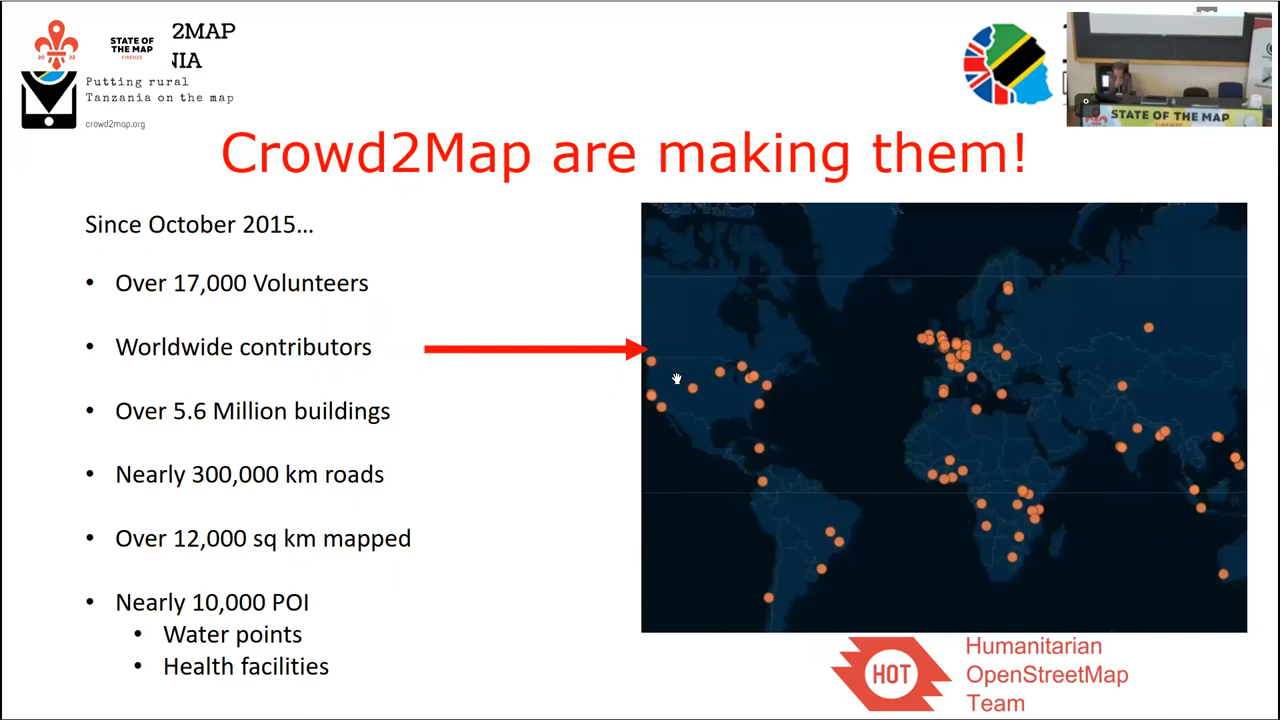 2MAP
STATE OF
THE MAP
FIRENZE
20 22
NIA
Putting rural
Tanzania on the map
crowd2map.org
STATE OF THE MAP
FIRENZE
Crowd2Map are making them!
Since October 2015...
• Over 17,000 Volunteers
• Worldwide contributors
• Over 5.6 Million buildings
• Nearly 300,000 km roads
• Over 12,000 sq km mapped
• Nearly 10,000 POI
• Water points
• Health facilities
HOT
Humanitarian
OpenStreetMap
Team